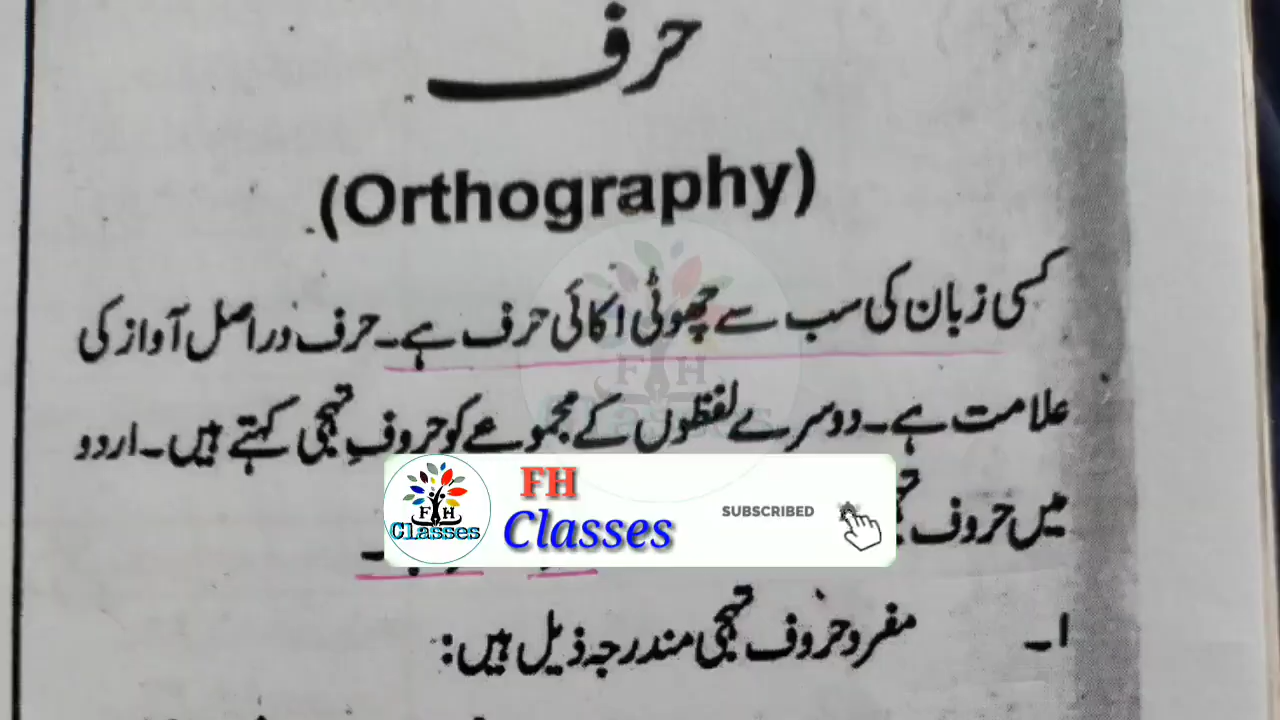 حرف
(Orthography)
کسی زبان کی سب سے چھوٹی اکائی حرف ہے۔ حرف دراصل آواز کی
علامت ہے۔ دوسرے لفظوں کے مجموعے کو حروفِ تہجی کہتے ہیں۔ اردو
میں حروف
FH
Classes
SUBSCRIBED
FH
Classes
۱۔ مفرد حروف تہجی مندرجہ ذیل ہیں: